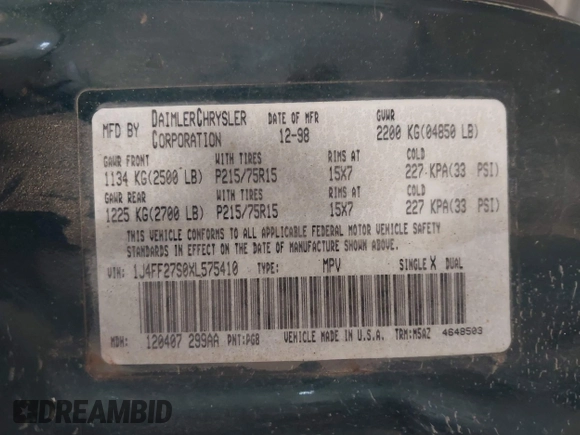 MFD BY DAIMLERCHRYSLER CORPORATION DATE OF MFR 12-98 GVWR 2200 KG(04850 LB)
GAWR FRONT WITH TIRES RIMS AT COLD
1134 KG(2500 LB) P215/75R15 15X7 227 KPA(33 PSI)
GAWR REAR WITH TIRES RIMS AT COLD
1225 KG(2700 LB) P215/75R15 15X7 227 KPA(33 PSI)
THIS VEHICLE CONFORMS TO ALL APPLICABLE FEDERAL MOTOR VEHICLE SAFETY
STANDARDS IN EFFECT ON THE DATE OF MANUFACTURE SHOWN ABOVE.
VIN: 1J4FF27S0XL575410 TYPE: MPV SINGLE X DUAL
MDH: 120407 299AA PNT:PGB VEHICLE MADE IN U.S.A. TRM:M5AZ 4648503
DREAMBID